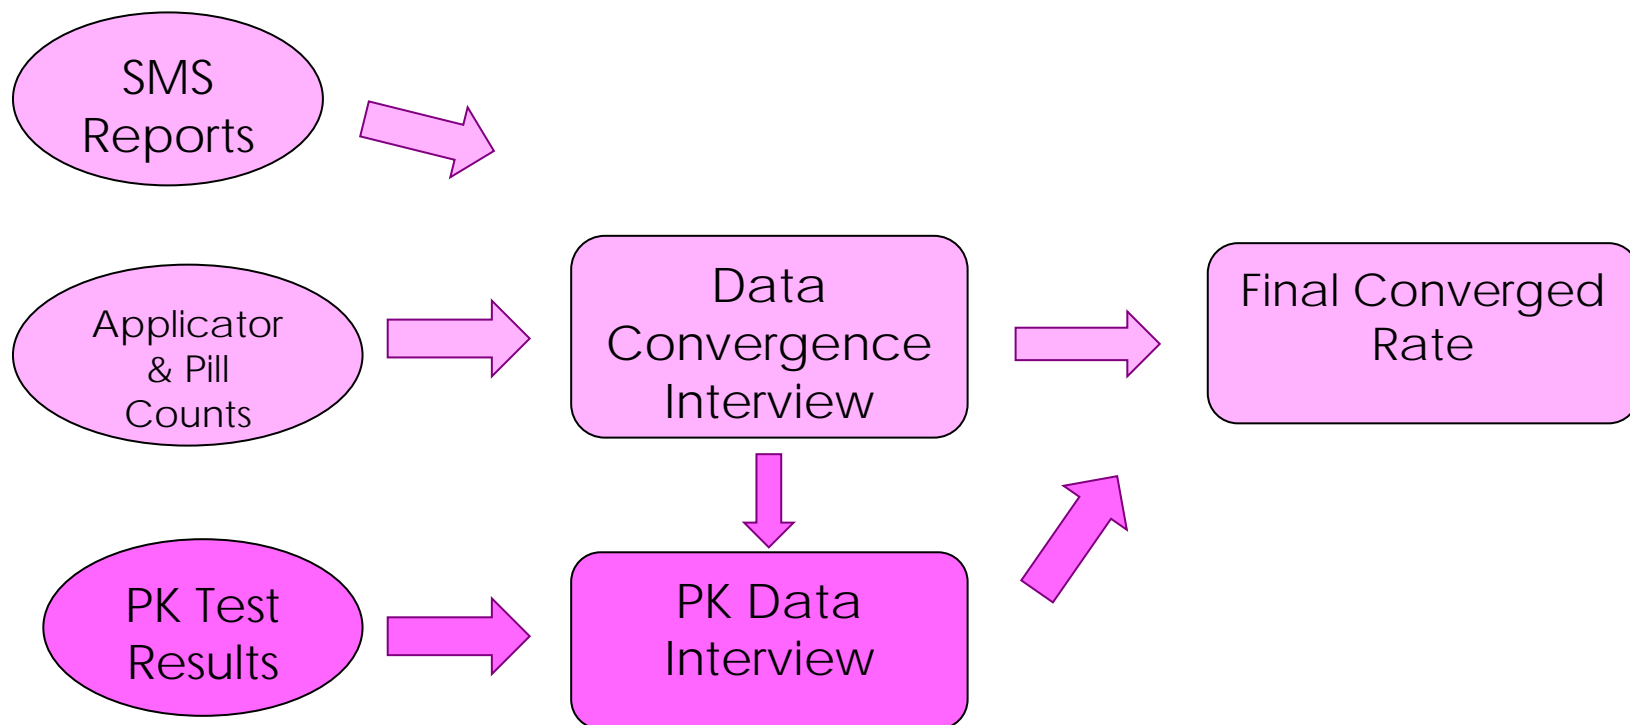 SMS
Reports
Applicator
& Pill
Counts
Data
Convergence
Interview
Final Converged
Rate
PK Test
Results
PK Data
Interview